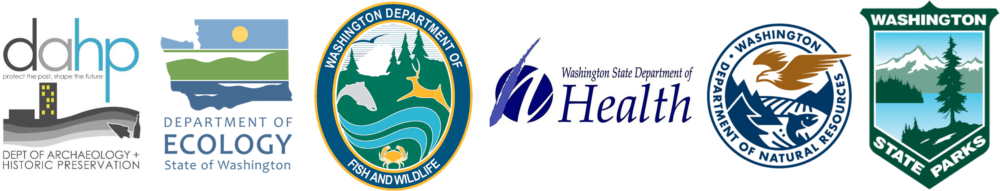 dahp
protect the past, shape the future
DEPT OF ARCHAEOLOGY +
HISTORIC PRESERVATION
DEPARTMENT OF
ECOLOGY
State of Washington
WASHINGTON DEPARTMENT OF
FISH AND WILDLIFE
Washington State Department of
Health
• WASHINGTON
• DEPARTMENT OF NATURAL RESOURCES
WASHINGTON
STATE PARKS